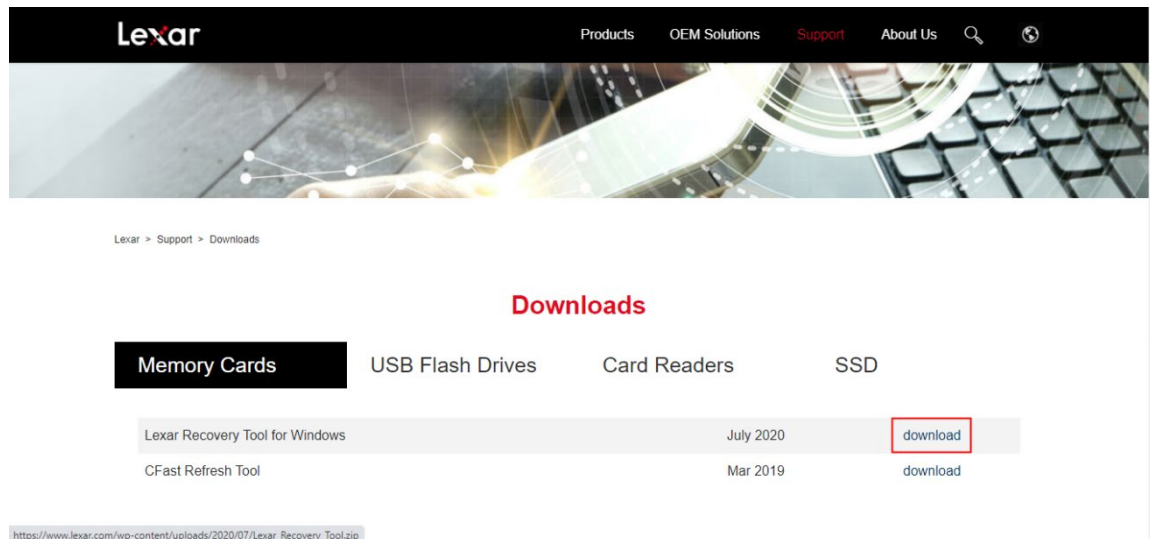 Lexar Products OEM Solutions Support About Us
Lexar > Support > Downloads
Downloads
Memory Cards USB Flash Drives Card Readers SSD
Lexar Recovery Tool for Windows July 2020 download
CFast Refresh Tool Mar 2019 download
https://www.lexar.com/wp-content/uploads/2020/07/Lexar_Recovery_Tool.zip